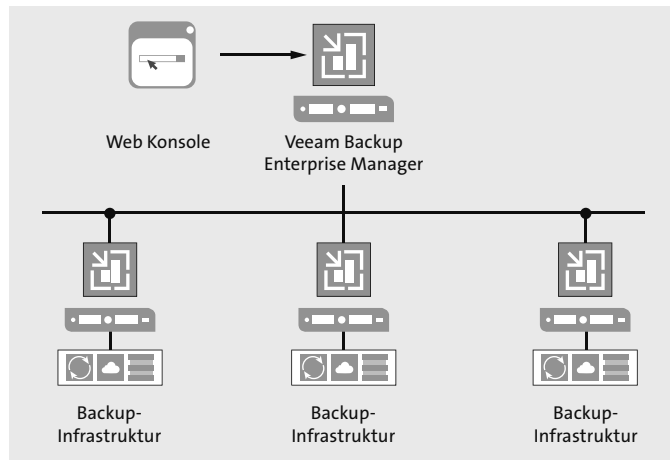 Web Konsole
Veeam Backup
Enterprise Manager
Backup-
Infrastruktur
Backup-
Infrastruktur
Backup-
Infrastruktur